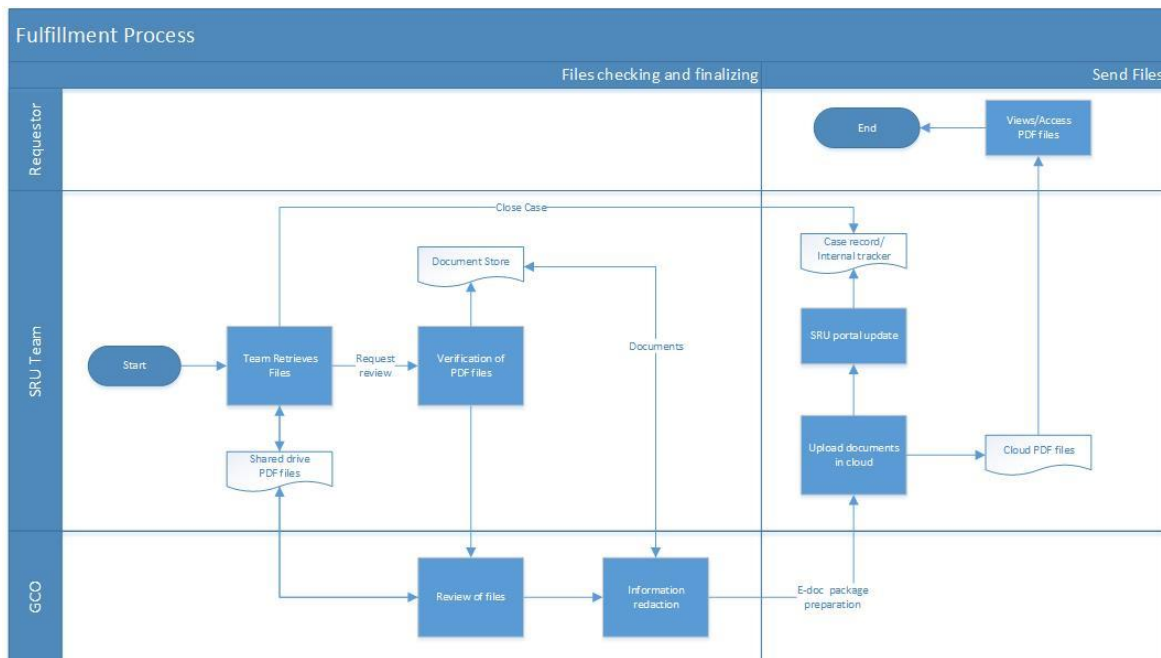 Fulfillment Process
Files checking and finalizing
Send Files
Requestor
End
Views/Access
PDF files
SRU Team
Close Case
Document Store
Case record/
Internal tracker
Start
Team Retrieves
Files
Request
review
Verification of
PDF files
Documents
SRU portal update
Shared drive
PDF files
Upload documents
in cloud
Cloud PDF files
GCO
Review of files
Information
redaction
E-doc package
preparation